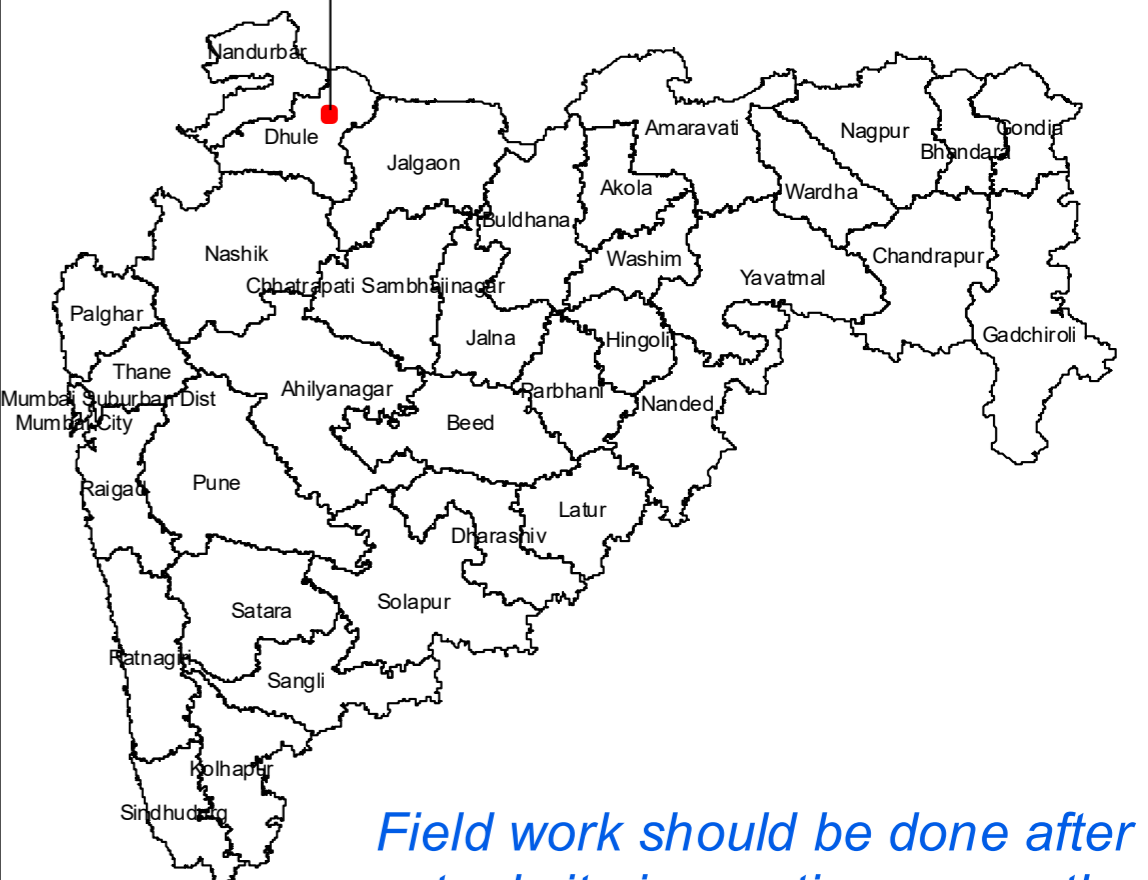 Nandurbar
Dhule
Jalgaon
Amaravati
Nagpur
Gondia
Bhandara
Akola
Wardha
Buldhana
Nashik
Washim
Chandrapur
Chhatrapati Sambhajinagar
Yavatmal
Palghar
Jalna
Hingoli
Gadchiroli
Thane
Ahilyanagar
Parbhani
Mumbai Suburban Dist
Nanded
Mumbai City
Beed
Raigad
Pune
Latur
Dharashiv
Satara
Solapur
Ratnagiri
Sangli
Kolhapur
Sindhudurg
Field work should be done after